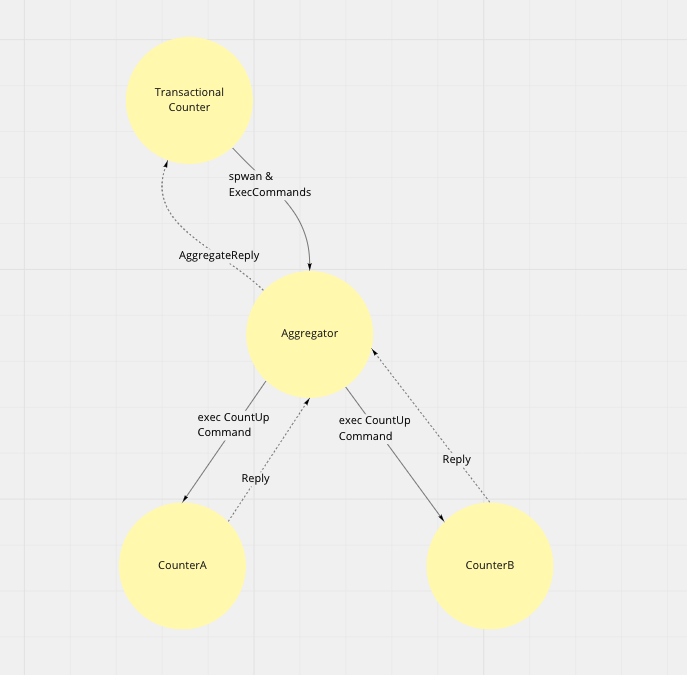 Transactional
Counter
spwan &
ExecCommands
AggregateReply
Aggregator
exec CountUp
Command
exec CountUp
Command
Reply
Reply
CounterA
CounterB